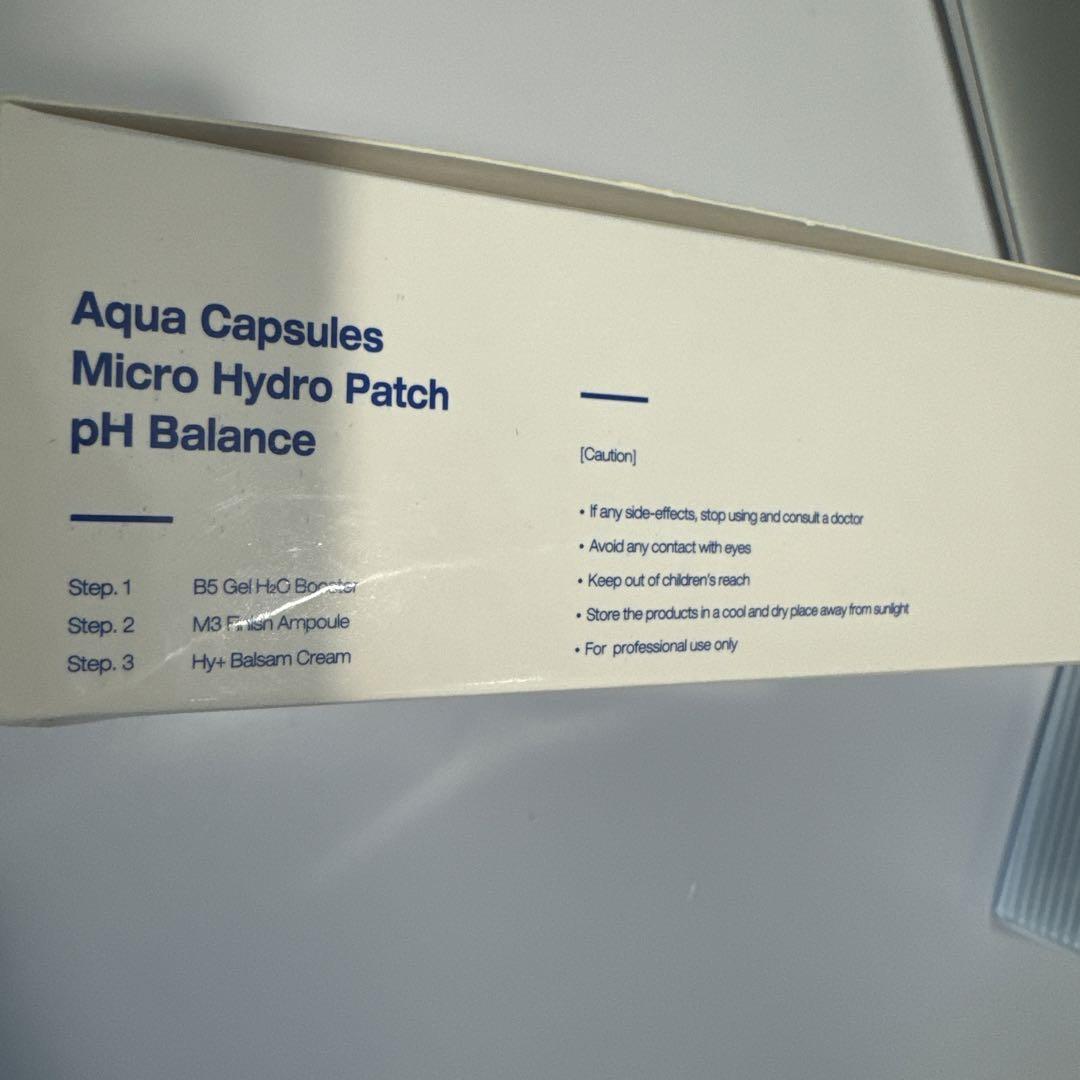 Aqua Capsules
Micro Hydro Patch
pH Balance
Step. 1 B5 Gel H₂O Booster
Step. 2 M3 Finish Ampoule
Step. 3 Hy+ Balsam Cream
[Caution]
• If any side-effects, stop using and consult a doctor
• Avoid any contact with eyes
• Keep out of children's reach
• Store the products in a cool and dry place away from sunlight
• For professional use only